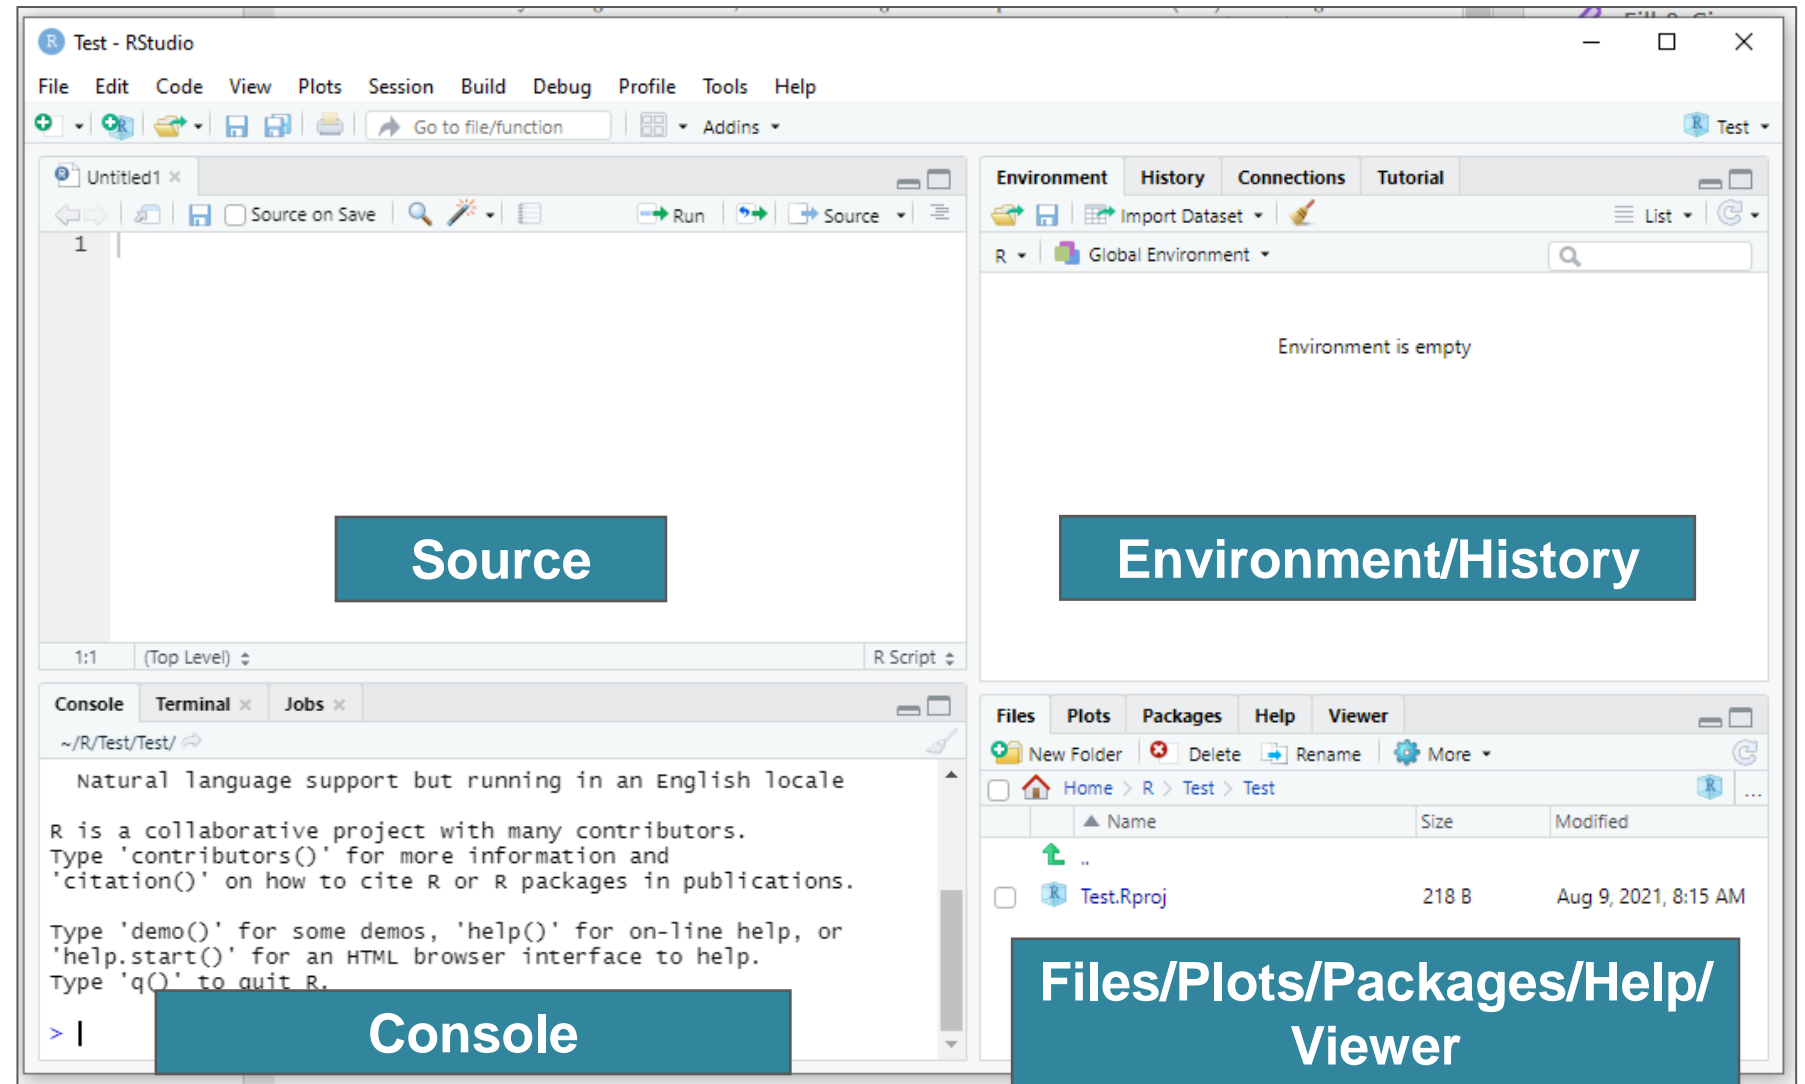 Test - RStudio
File Edit Code View Plots Session Build Debug Profile Tools Help
Go to file/function Addins Test
Untitled1
Source on Save Run Source
1
Source
1:1 (Top Level) R Script
Environment History Connections Tutorial
Import Dataset List
R Global Environment
Environment is empty
Environment/History
Console Terminal Jobs
~/R/Test/Test/
Natural language support but running in an English locale
R is a collaborative project with many contributors.
Type 'contributors()' for more information and
'citation()' on how to cite R or R packages in publications.
Type 'demo()' for some demos, 'help()' for on-line help, or
'help.start()' for an HTML browser interface to help.
Type 'q()' to quit R.
>
Console
Files Plots Packages Help Viewer
New Folder Delete Rename More
Home > R > Test > Test
...
Name Size Modified
..
Test.Rproj 218 B Aug 9, 2021, 8:15 AM
Files/Plots/Packages/Help/
Viewer